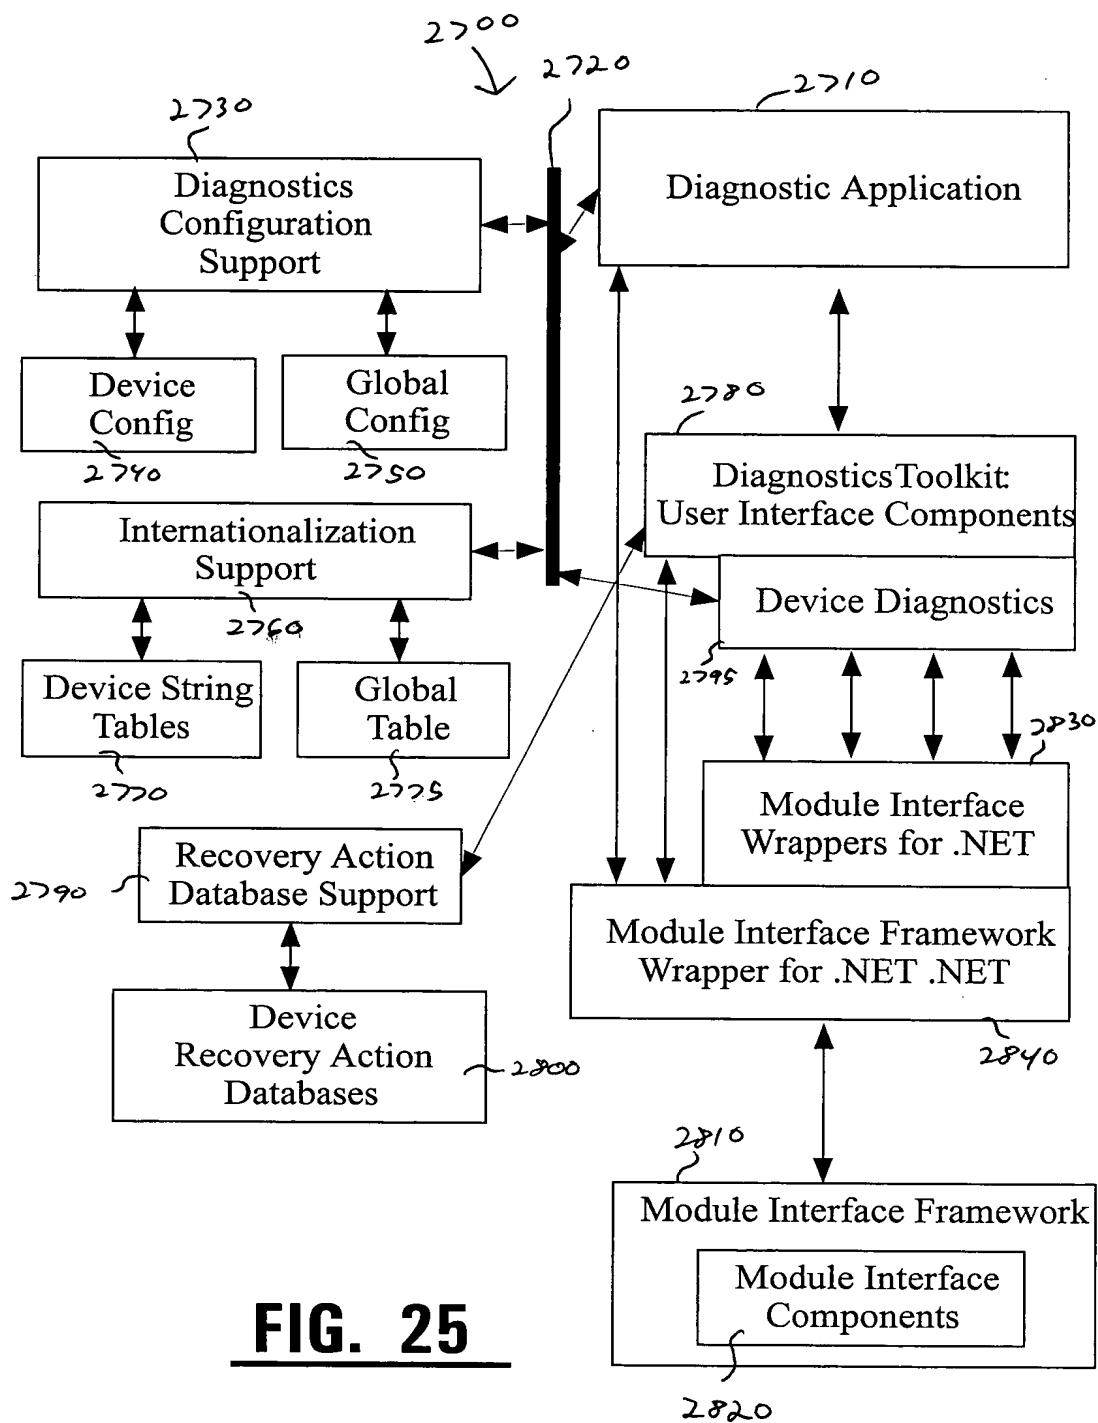 2700
2720
2710
2730
Diagnostics
Configuration
Support
Diagnostic Application
Device
Config
2740
Global
Config
2750
2780
DiagnosticsToolkit:
User Interface Components
Internationalization
Support
2760
Device Diagnostics
2795
Device String
Tables
2770
Global
Table
2775
2830
Module Interface
Wrappers for .NET
Recovery Action
Database Support
2790
Module Interface Framework
Wrapper for .NET .NET
2840
Device
Recovery Action
Databases
2800
2810
Module Interface Framework
Module Interface
Components
2820
FIG. 25